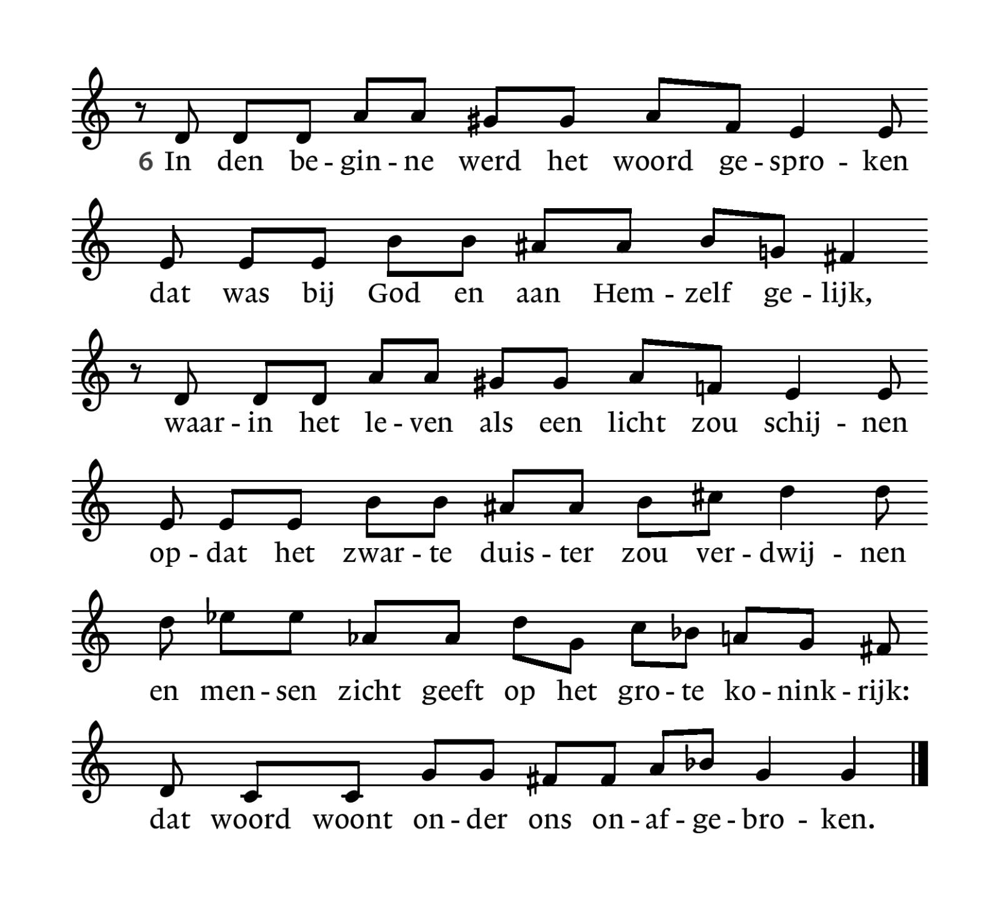 6 In den be - gin - ne werd het woord ge - spro - ken
dat was bij God en aan Hem - zelf ge - lijk,
waar - in het le - ven als een licht zou schij - nen
op - dat het zwar - te duis - ter zou ver - dwij - nen
en men - sen zicht geeft op het gro - te ko - nink - rijk:
dat woord woont on - der ons on - af - ge - bro - ken.